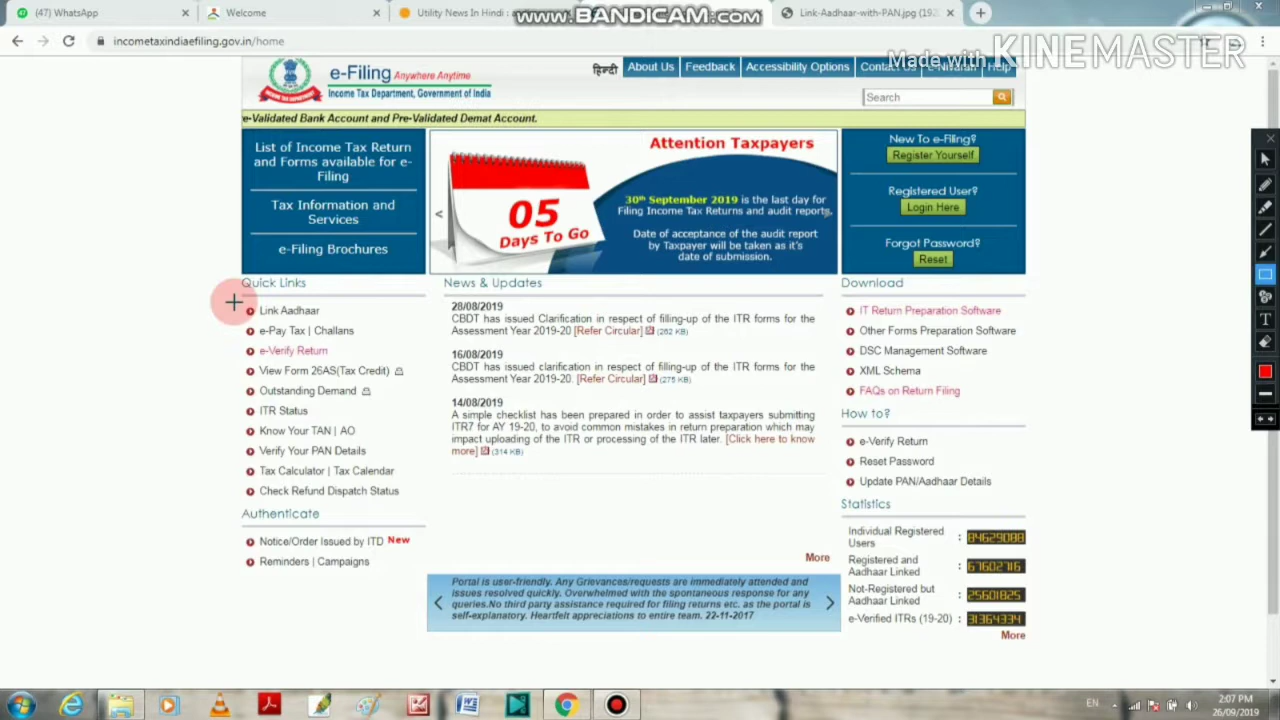 (47) WhatsApp
Welcome
Utility News In Hindi :
www.BANDICAM.com
Link-Aadhaar-with-PAN.jpg (192
incometaxindiaefiling.gov.in/home
Made with KINEMASTER
e-Filing Anywhere Anytime
Income Tax Department, Government of India
हिन्दी About Us Feedback Accessibility Options Contact Us e-Nivaran Help
Search
e-Validated Bank Account and Pre-Validated Demat Account.
List of Income Tax Return
and Forms available for e-
Filing
Tax Information and
Services
e-Filing Brochures
05
Days To Go
Attention Taxpayers
30th September 2019 is the last day for
Filing Income Tax Returns and audit reports.
Date of acceptance of the audit report
by Taxpayer will be taken as it's
date of submission.
New To e-Filing?
Register Yourself
Registered User?
Login Here
Forgot Password?
Reset
Quick Links
Link Aadhaar
e-Pay Tax | Challans
e-Verify Return
View Form 26AS(Tax Credit)
Outstanding Demand
ITR Status
Know Your TAN | AO
Verify Your PAN Details
Tax Calculator | Tax Calendar
Check Refund Dispatch Status
Authenticate
Notice/Order Issued by ITD New
Reminders | Campaigns
News & Updates
28/08/2019
CBDT has issued Clarification in respect of filling-up of the ITR forms for the
Assessment Year 2019-20 [Refer Circular] (262 KB)
16/08/2019
CBDT has issued clarification in respect of filling-up of the ITR forms for the
Assessment Year 2019-20. [Refer Circular] (275 KB)
14/08/2019
A simple checklist has been prepared in order to assist taxpayers submitting
ITR7 for AY 19-20, to avoid common mistakes in return preparation which may
impact uploading of the ITR or processing of the ITR later. [Click here to know
more] (314 KB)
More
Portal is user-friendly. Any Grievances/requests are immediately attended and
issues resolved quickly. Overwhelmed with the spontaneous response for any
queries.No third party assistance required for filing returns etc. as the portal is
self-explanatory. Heartfelt appreciations to entire team. 22-11-2017
Download
IT Return Preparation Software
Other Forms Preparation Software
DSC Management Software
XML Schema
FAQs on Return Filing
How to?
e-Verify Return
Reset Password
Update PAN/Aadhaar Details
Statistics
Individual Registered
Users : 84629088
Registered and
Aadhaar Linked : 67602716
Not-Registered but
Aadhaar Linked : 25601825
e-Verified ITRs (19-20) : 31364334
More
EN
2:07 PM
26/09/2019